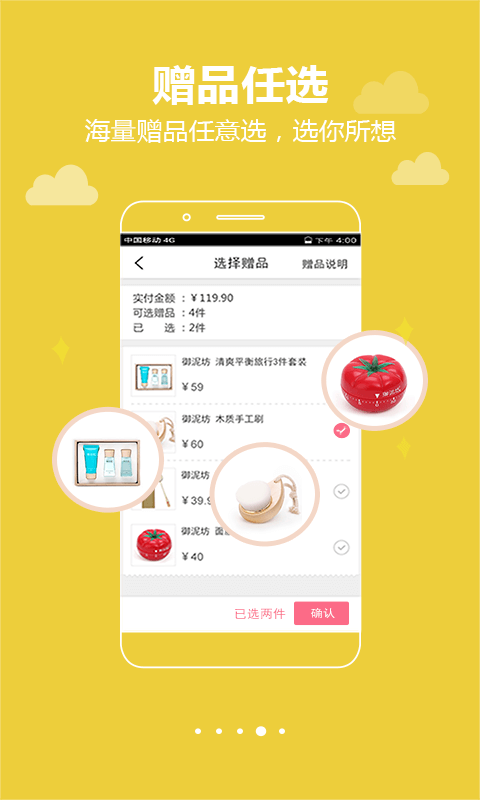 赠品任选
海量赠品任意选，选你所想
中国移动 4G
下午 4:00
选择赠品
赠品说明
实付金额 ：￥119.90
可选赠品 ：4件
已 选 ：2件
御泥坊 清爽平衡旅行3件套装
￥59
御泥坊 木质手工刷
￥60
御泥坊
￥39.9
御泥坊
￥40
已选两件
确认